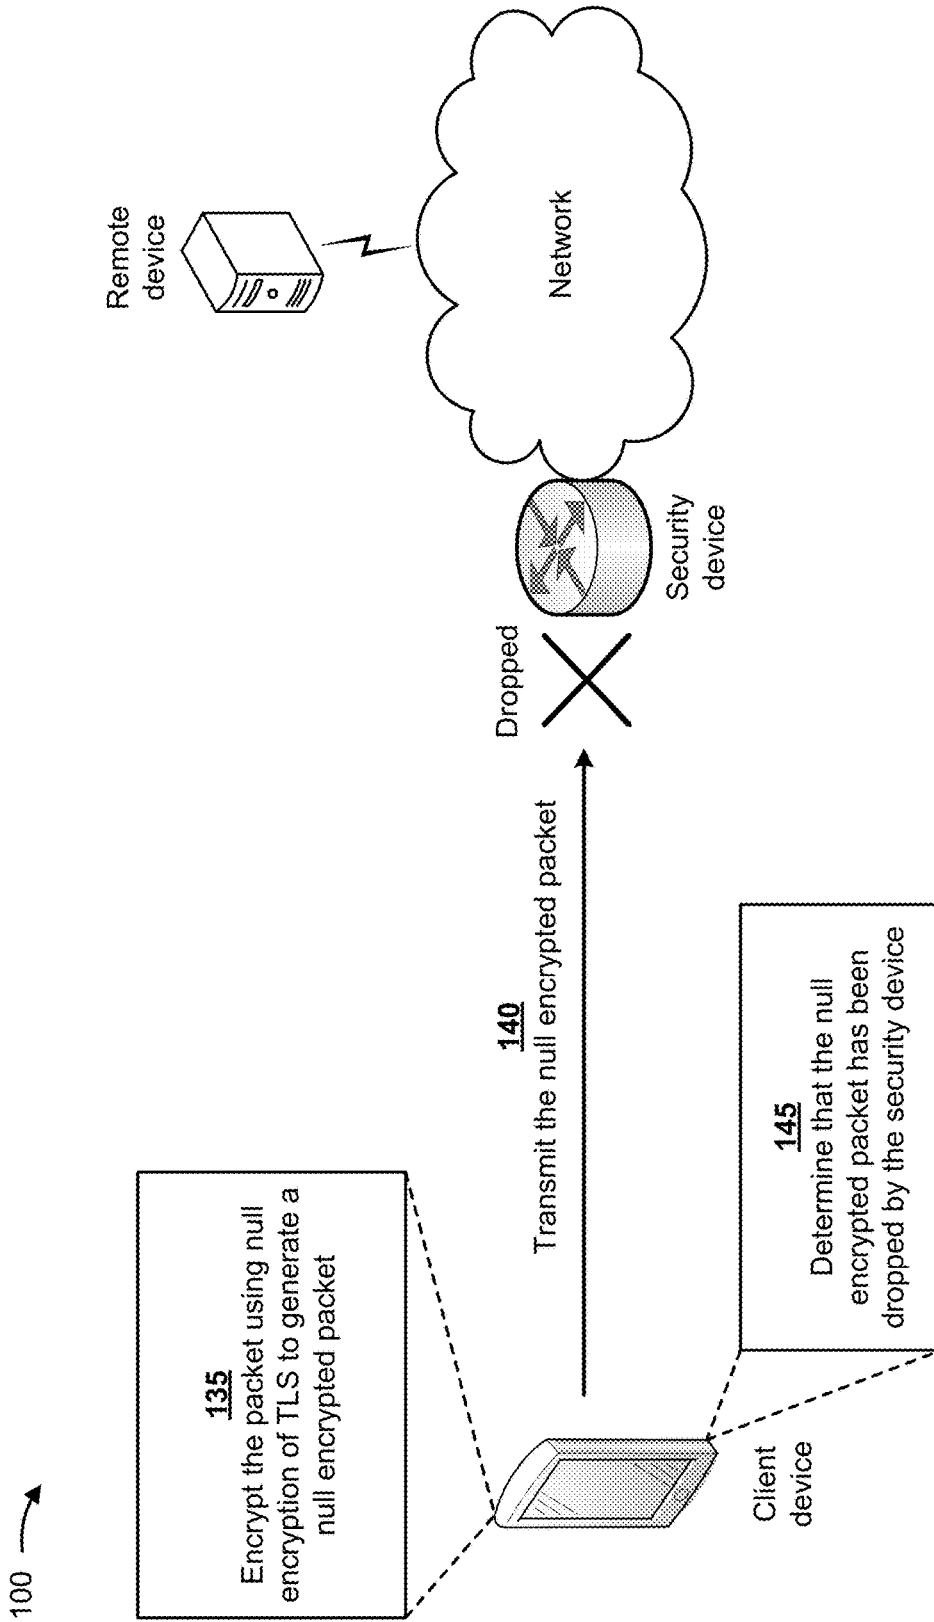 100
135
Encrypt the packet using null
encryption of TLS to generate a
null encrypted packet
Remote
device
140
Transmit the null encrypted packet
Dropped
Network
Security
device
Client
device
145
Determine that the null
encrypted packet has been
dropped by the security device